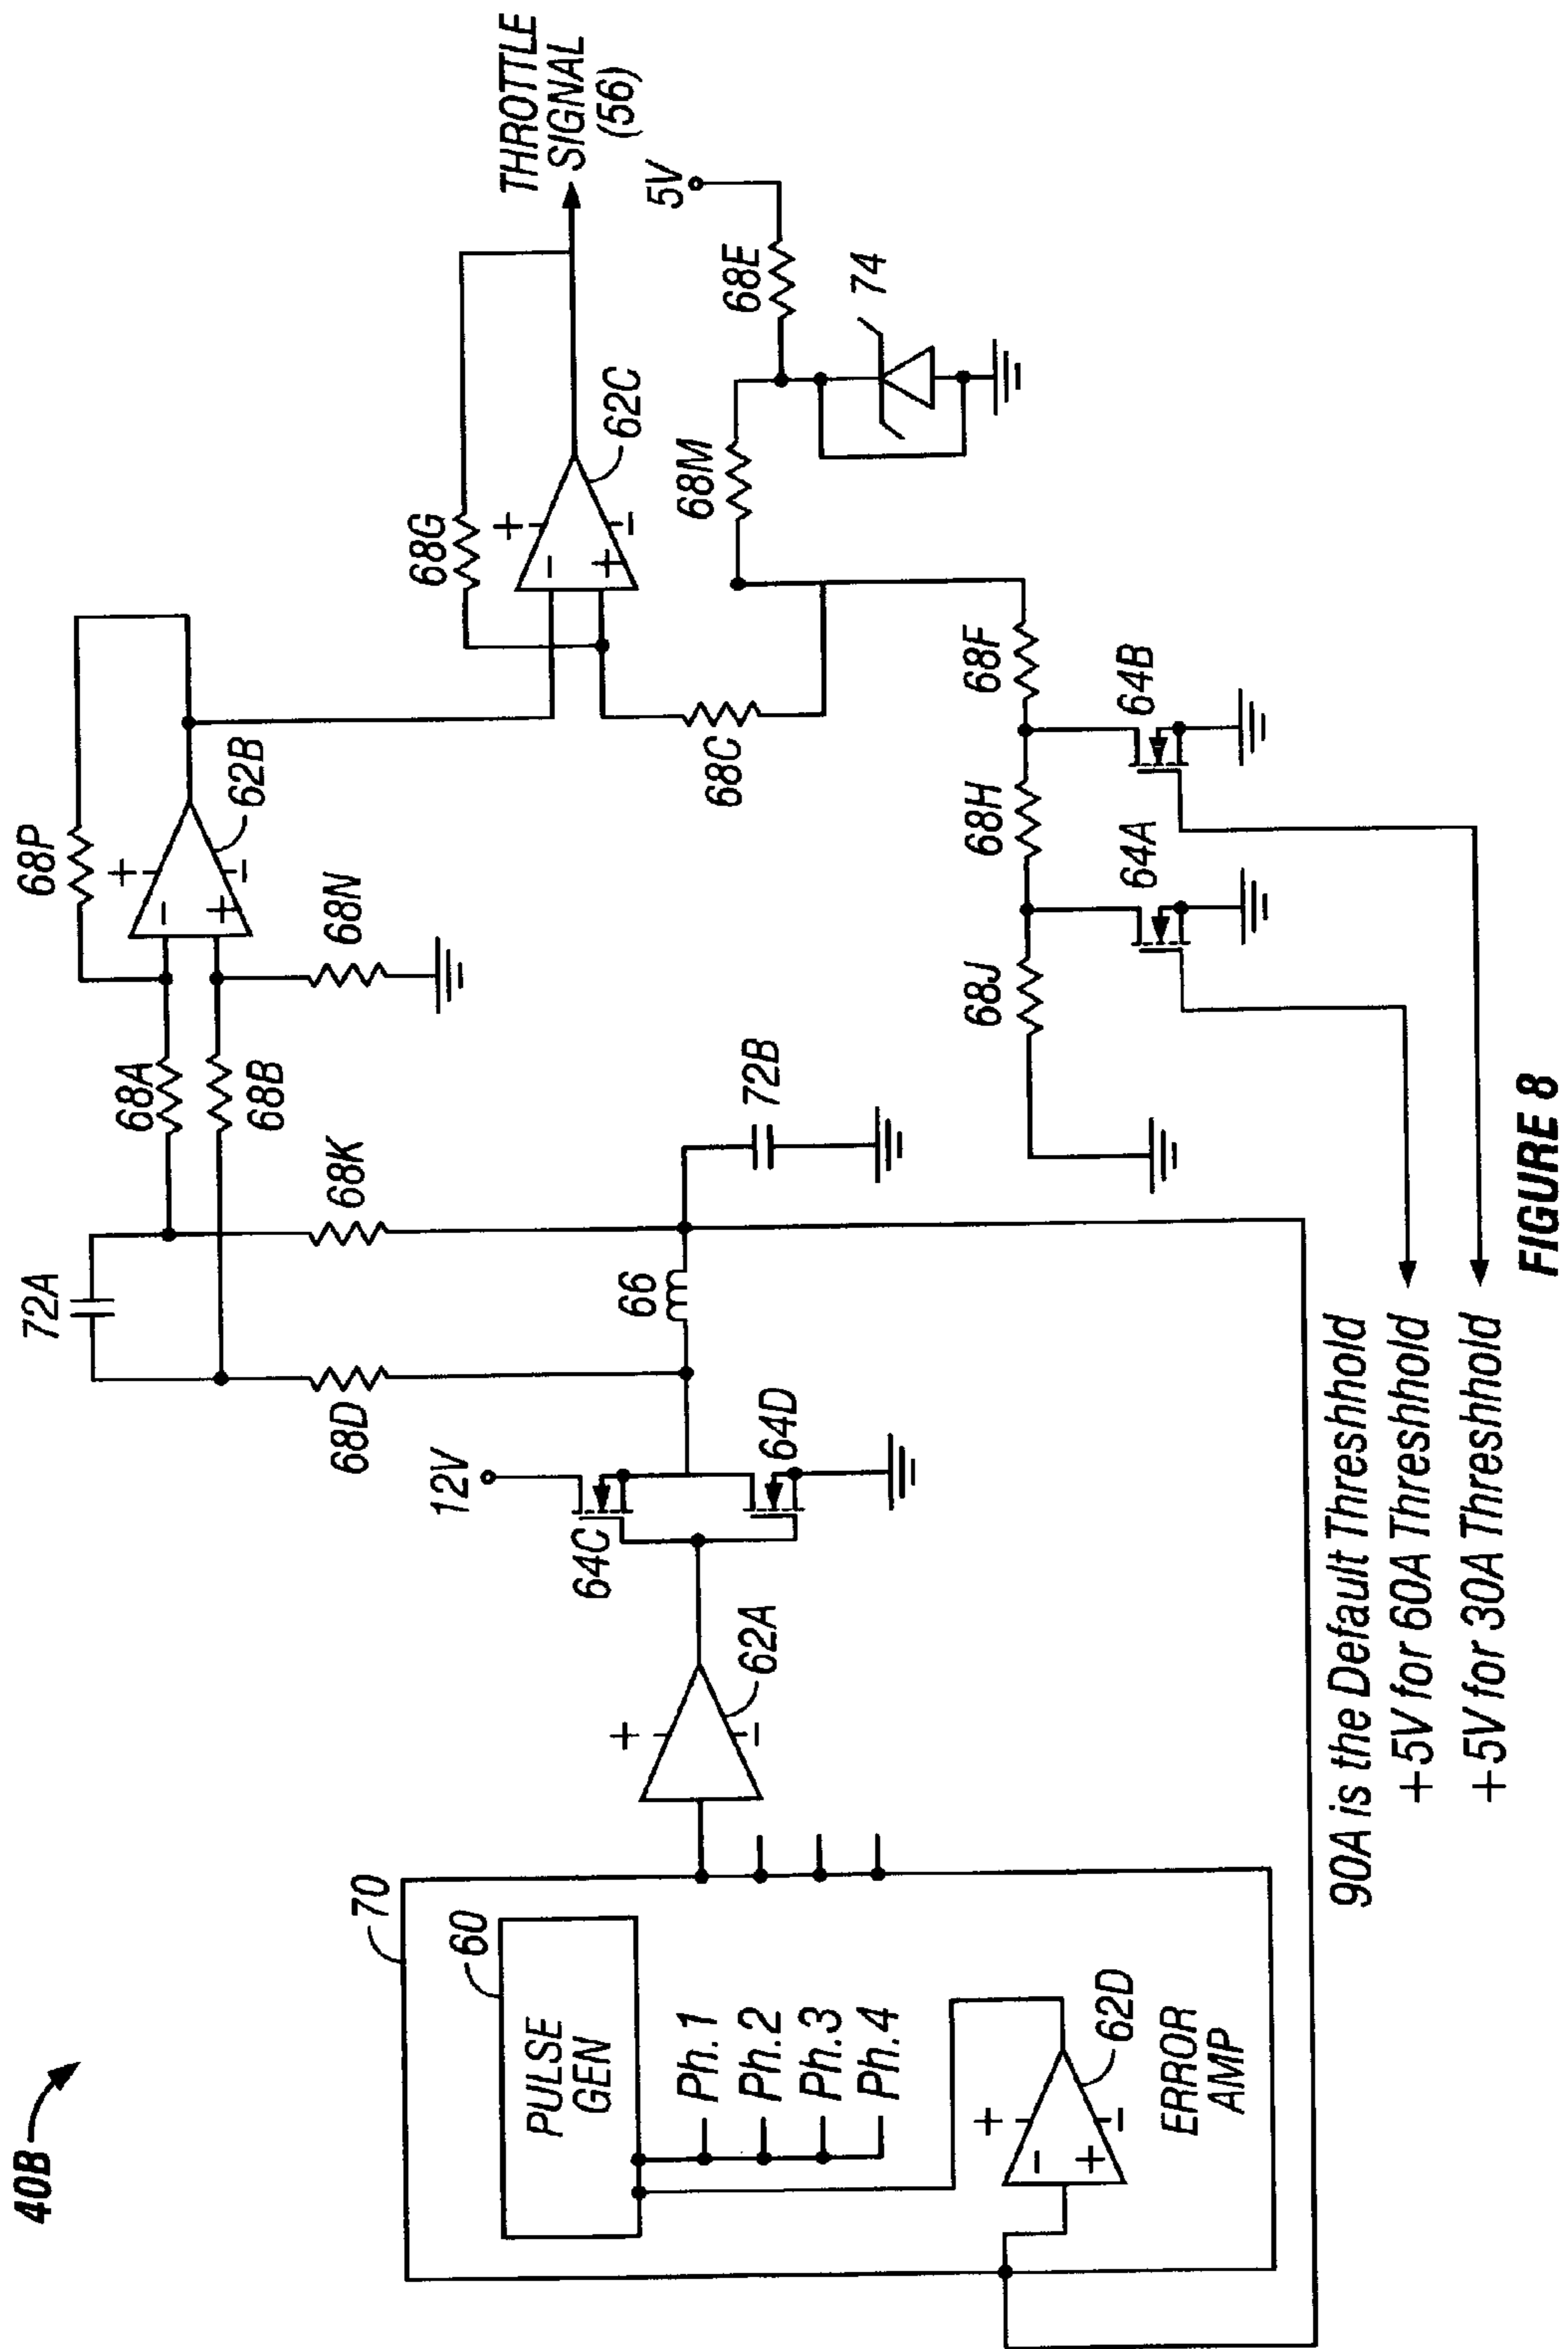 40B
70
60
PULSE
GEN
Ph.1
Ph.2
Ph.3
Ph.4
62D
ERROR
AMP
-
+
+
-
62A
+
-
12V
64C
64D
66
68D
68K
72A
72B
68A
68B
68N
68P
62B
+
-
-
+
68G
62C
+
-
-
+
THROTTLE
SIGNAL
(56)
5V
68E
74
68M
68C
68F
68H
68J
64B
64A
90A is the Default Threshhold
+5V for 60A Threshhold
+5V for 30A Threshhold
FIGURE 8